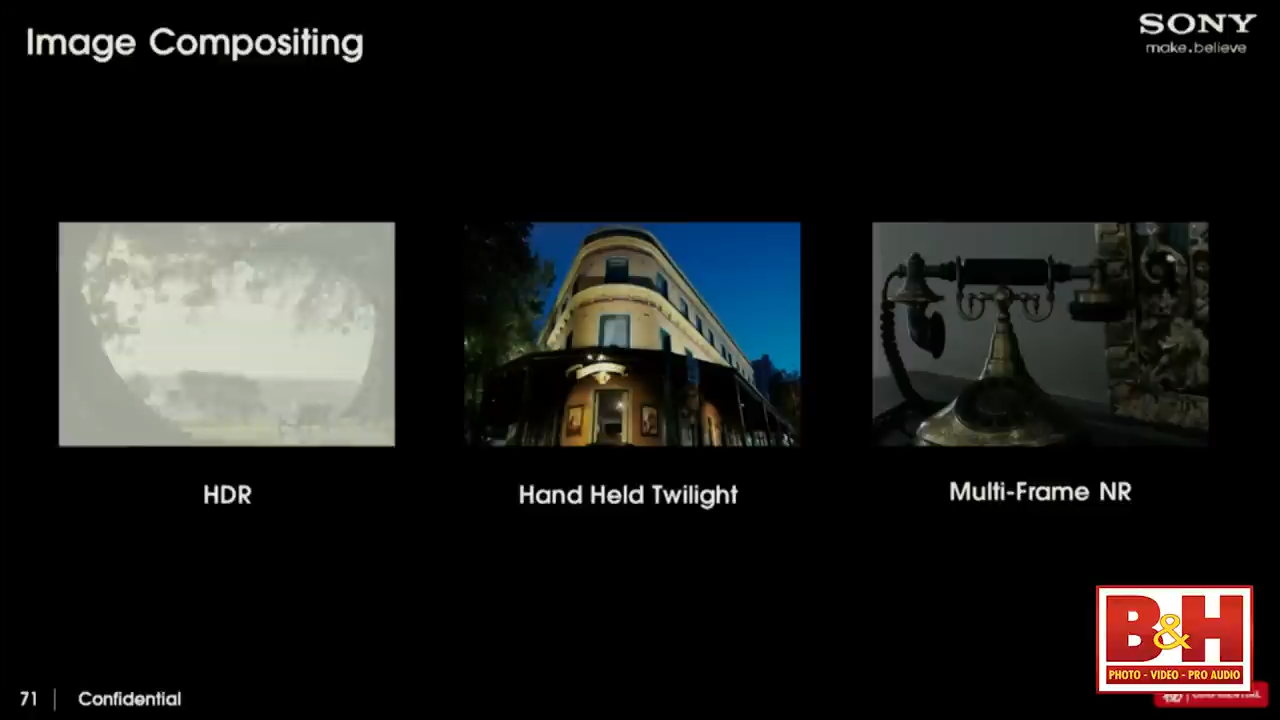 Image Compositing
SONY
make.believe
HDR
Hand Held Twilight
Multi-Frame NR
B&H
PHOTO - VIDEO - PRO AUDIO
71 | Confidential